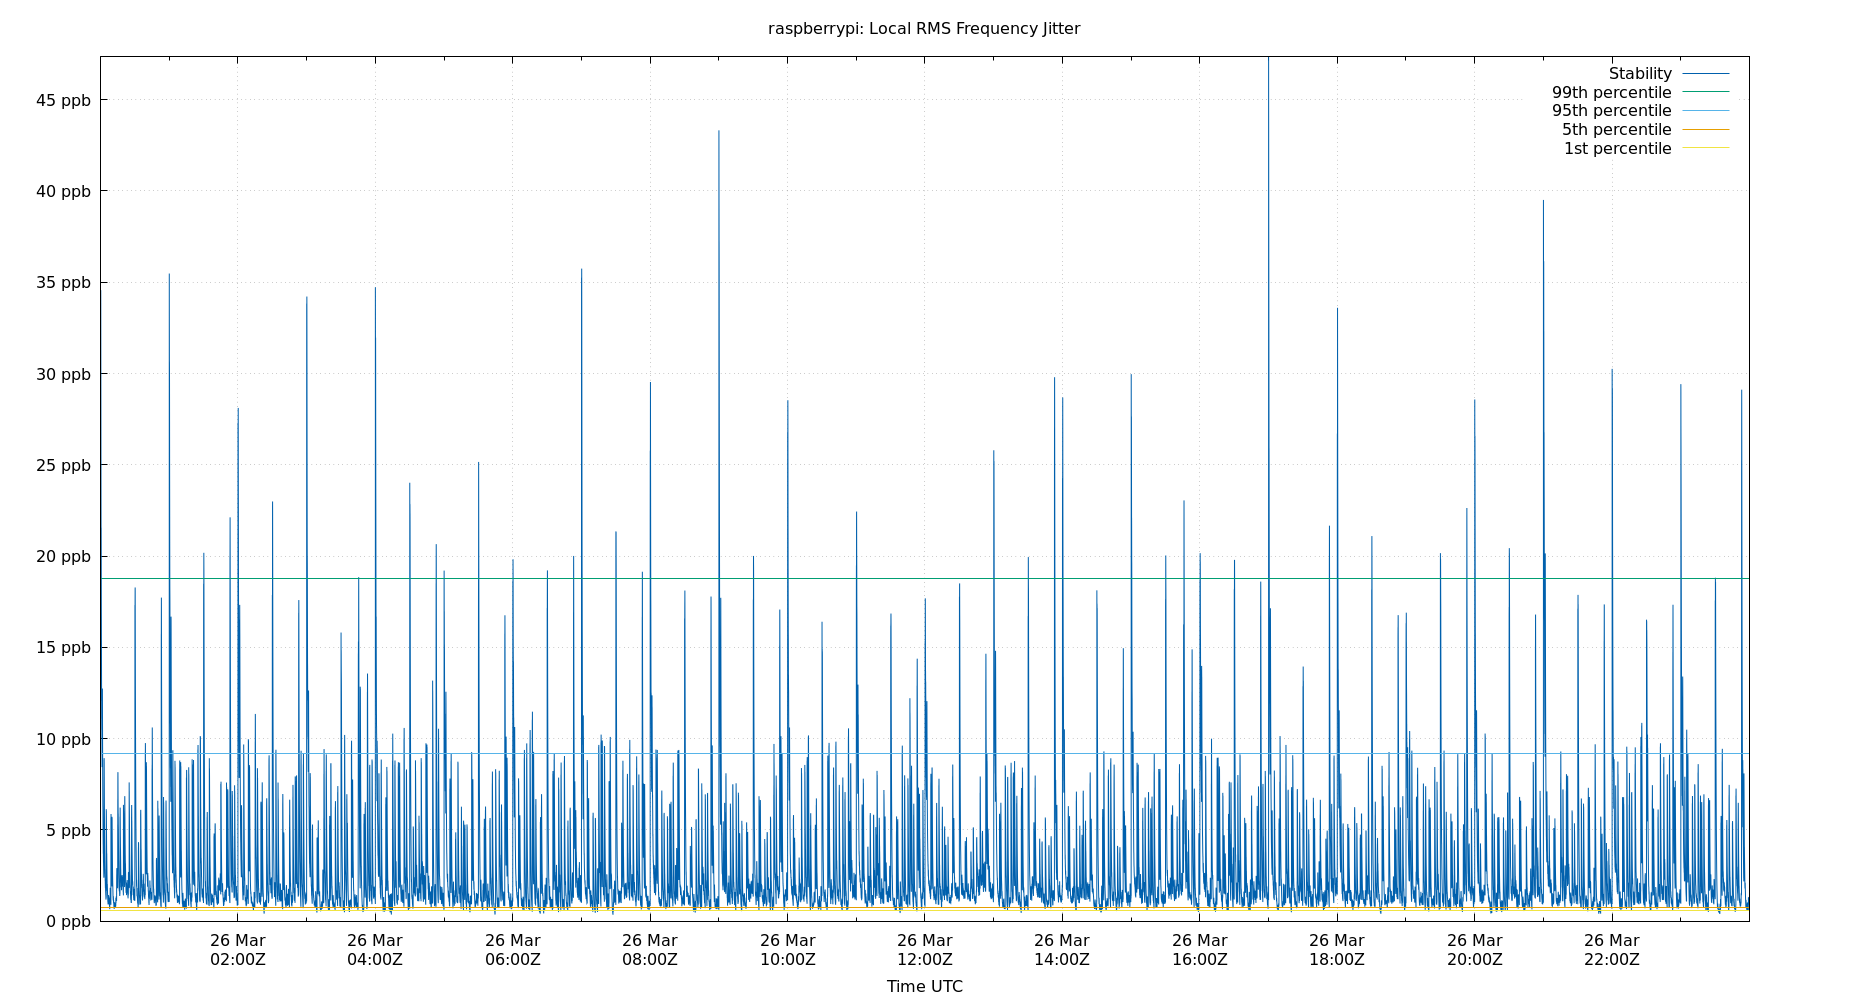 raspberrypi: Local RMS Frequency Jitter
Stability
99th percentile
95th percentile
5th percentile
1st percentile
45 ppb
40 ppb
35 ppb
30 ppb
25 ppb
20 ppb
15 ppb
10 ppb
5 ppb
0 ppb
26 Mar 26 Mar 26 Mar 26 Mar 26 Mar 26 Mar 26 Mar 26 Mar 26 Mar 26 Mar 26 Mar
02:00Z 04:00Z 06:00Z 08:00Z 10:00Z 12:00Z 14:00Z 16:00Z 18:00Z 20:00Z 22:00Z
Time UTC